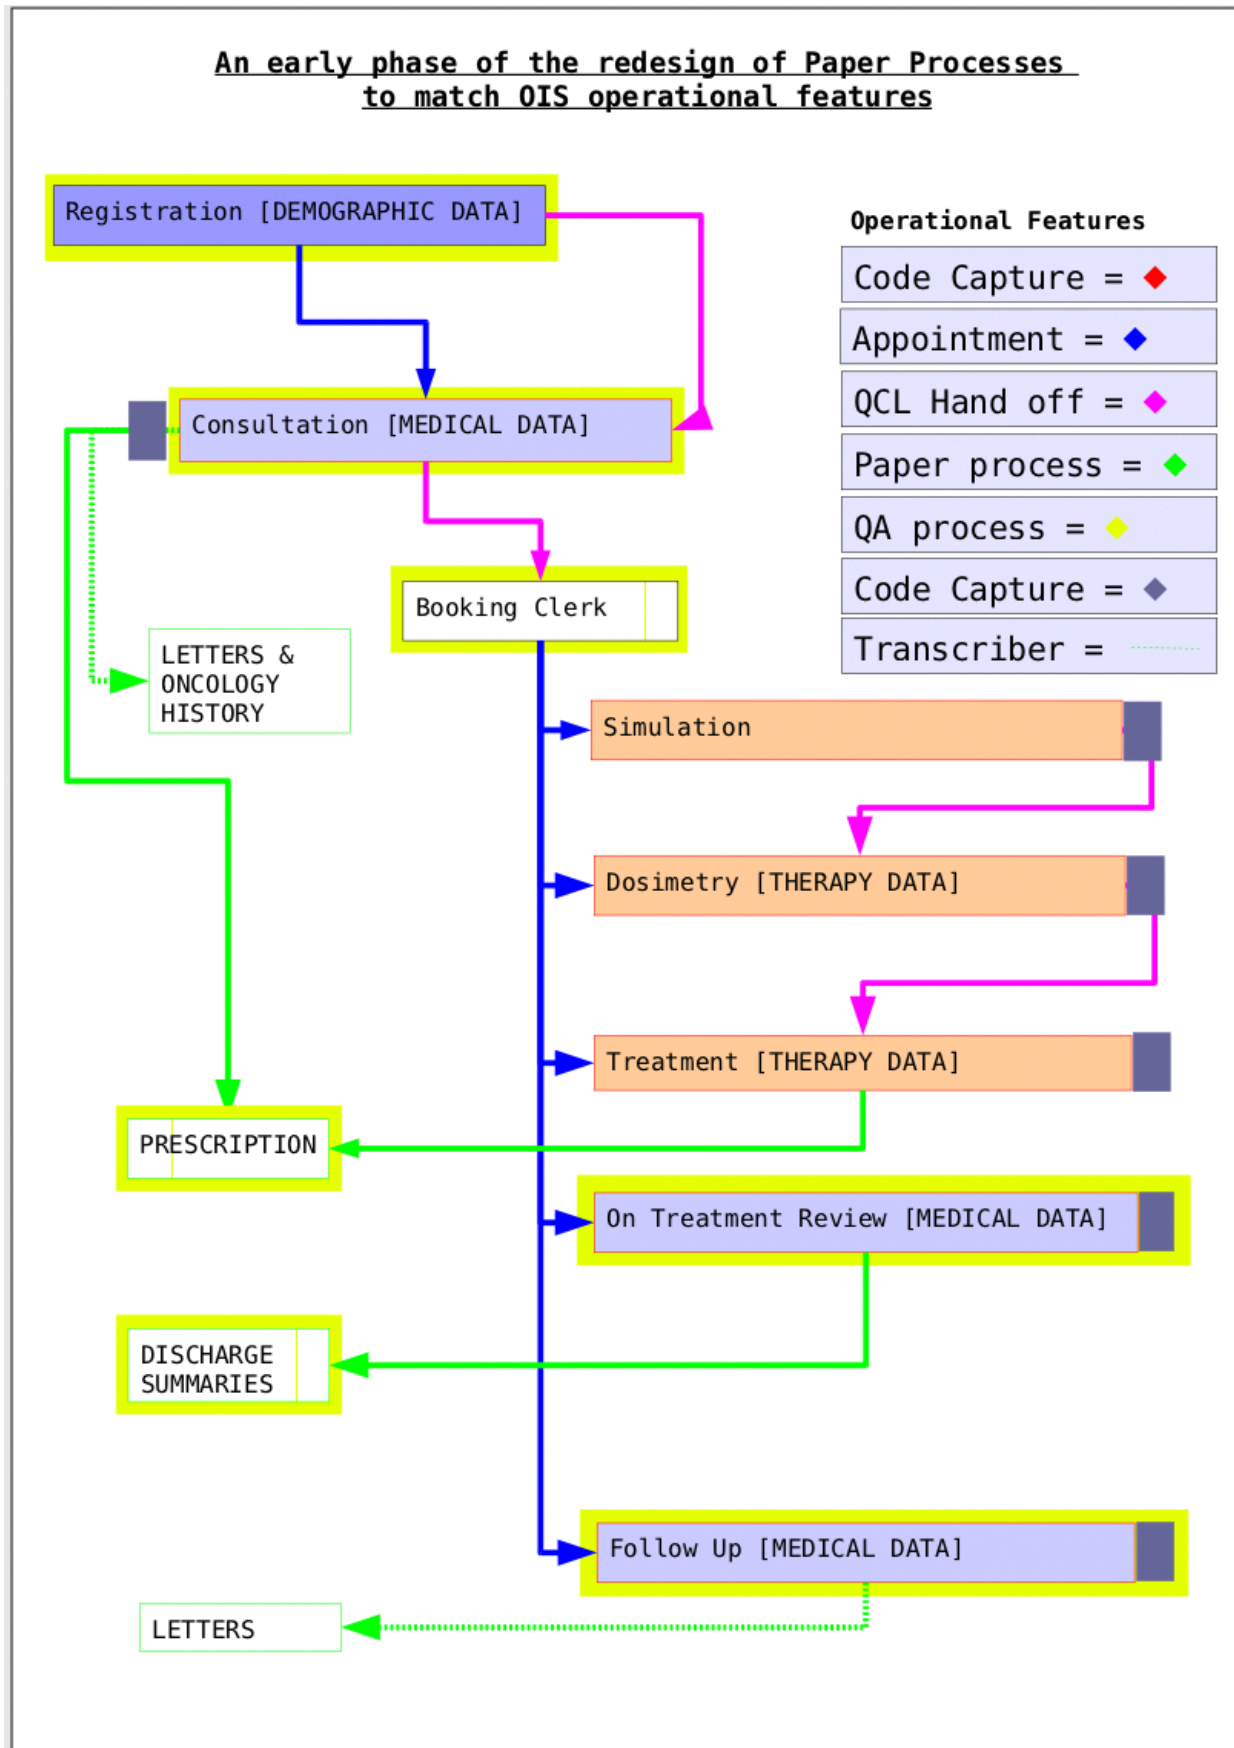 An early phase of the redesign of Paper Processes
to match OIS operational features
Registration [DEMOGRAPHIC DATA]
Operational Features
Code Capture =
Appointment =
QCL Hand off =
Paper process =
QA process =
Code Capture =
Transcriber =
Consultation [MEDICAL DATA]
Booking Clerk
LETTERS &
ONCOLOGY
HISTORY
Simulation
Dosimetry [THERAPY DATA]
Treatment [THERAPY DATA]
PRESCRIPTION
On Treatment Review [MEDICAL DATA]
DISCHARGE
SUMMARIES
Follow Up [MEDICAL DATA]
LETTERS